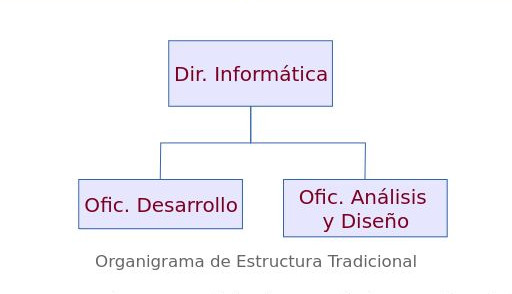 Dir. Informática
Ofic. Desarrollo
Ofic. Análisis
y Diseño
Organigrama de Estructura Tradicional